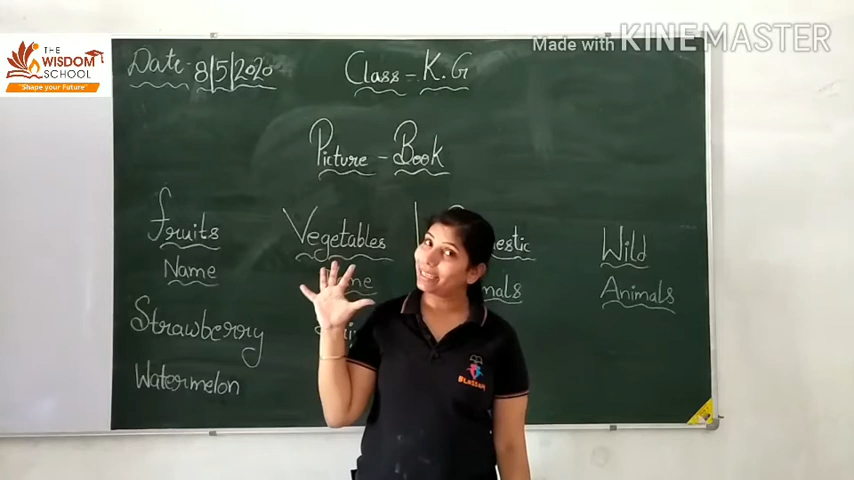 THE
WISDOM
SCHOOL
"Shape your Future"
Made with KINEMASTER
Date - 8|5|2020
Class - K.G
Picture - Book
Fruits
Name
Strawberry
Watermelon
Vegetables
Wild
Animals
BLOSSOM